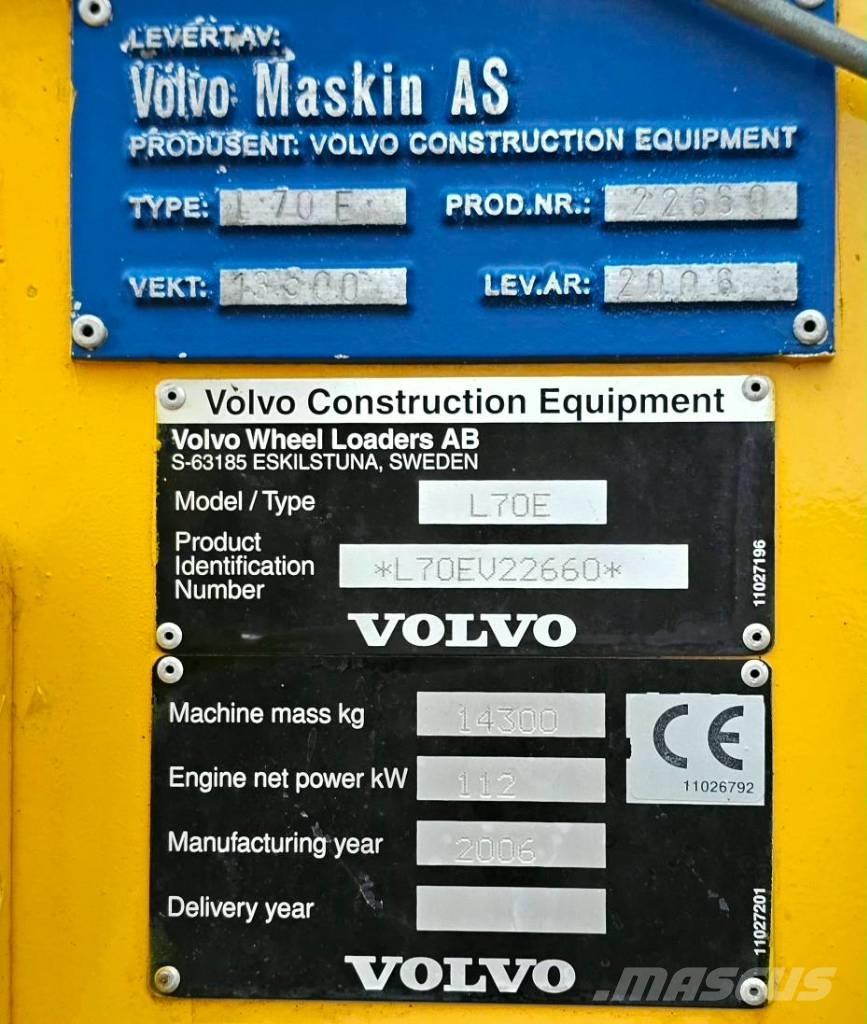 LEVERT AV:
Volvo Maskin AS
PRODUSENT: VOLVO CONSTRUCTION EQUIPMENT
TYPE: L 70 E PROD.NR.: 22660
VEKT: LEV.ÅR: 2006
Volvo Construction Equipment
Volvo Wheel Loaders AB
S-63185 ESKILSTUNA, SWEDEN
Model / Type L70E
Product
Identification *L70EV22660*
Number
11027196
VOLVO
Machine mass kg 14300
Engine net power kW 112
CE
11026792
Manufacturing year 2006
Delivery year
11027201
VOLVO
MASCUS